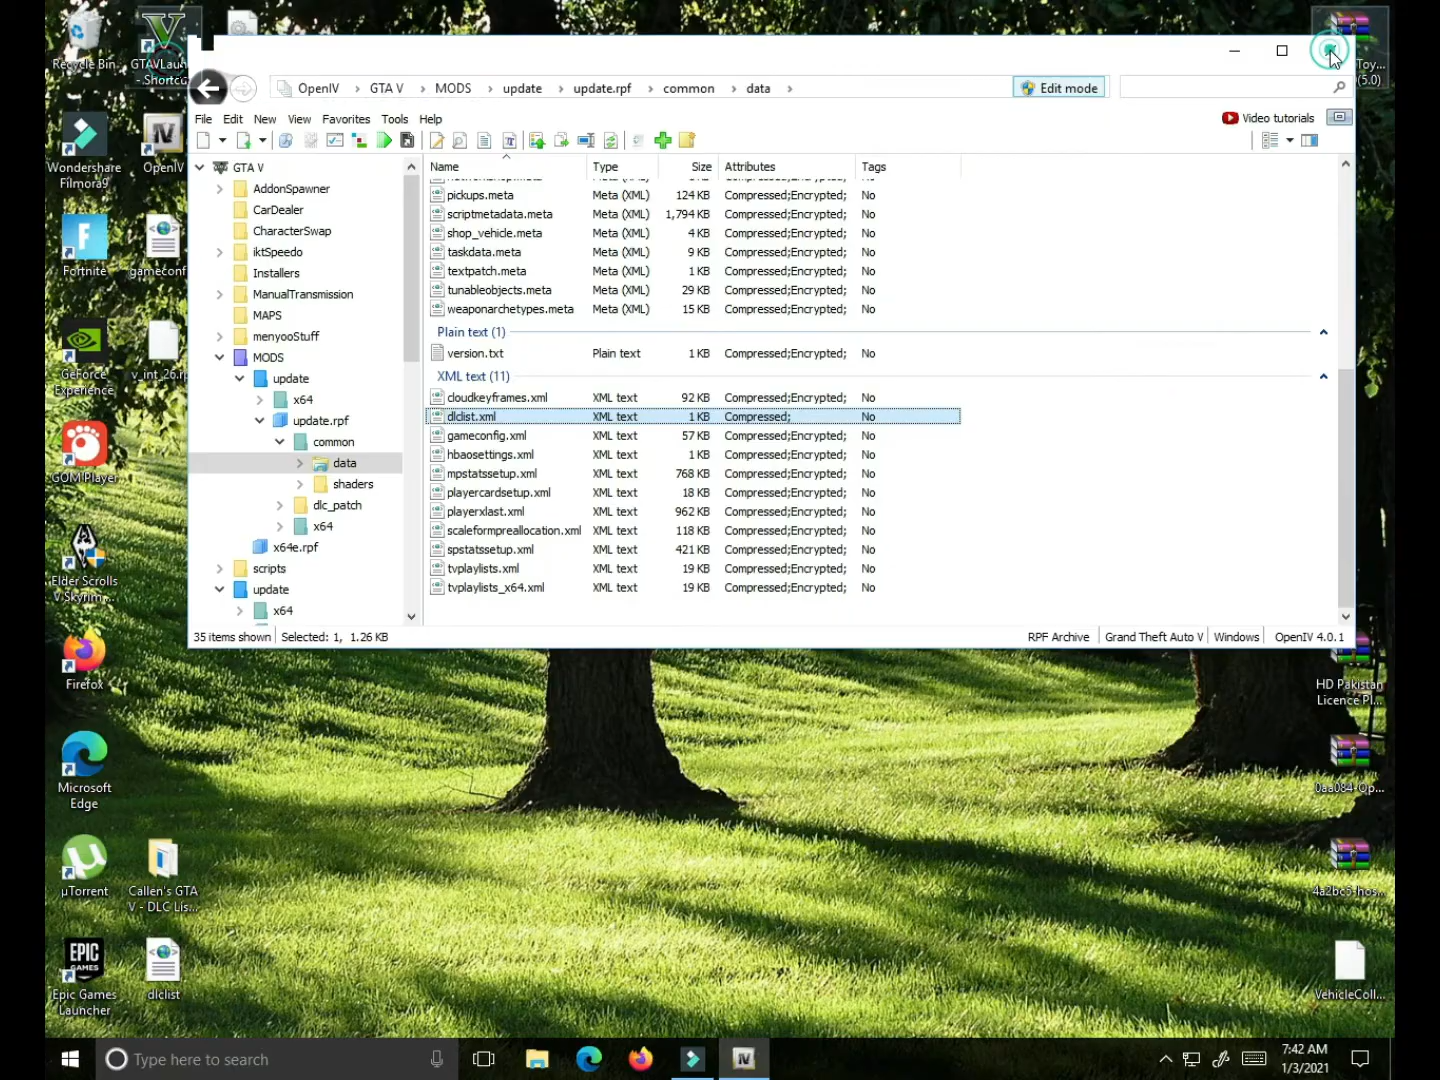 Recycle Bin
GTAVLaun...
- Shortcu...
Toy...
(5.0)
OpenIV
GTA V
MODS
update
update.rpf
common
data
Edit mode
File
Edit
New
View
Favorites
Tools
Help
Video tutorials
Name
Type
Size
Attributes
Tags
pickups.meta Meta (XML) 124 KB Compressed;Encrypted; No
scriptmetadata.meta Meta (XML) 1,794 KB Compressed;Encrypted; No
shop_vehicle.meta Meta (XML) 4 KB Compressed;Encrypted; No
taskdata.meta Meta (XML) 9 KB Compressed;Encrypted; No
textpatch.meta Meta (XML) 1 KB Compressed;Encrypted; No
tunableobjects.meta Meta (XML) 29 KB Compressed;Encrypted; No
weaponarchetypes.meta Meta (XML) 15 KB Compressed;Encrypted; No
Plain text (1)
version.txt Plain text 1 KB Compressed;Encrypted; No
XML text (11)
cloudkeyframes.xml XML text 92 KB Compressed;Encrypted; No
dlclist.xml XML text 1 KB Compressed; No
gameconfig.xml XML text 57 KB Compressed;Encrypted; No
hbaosettings.xml XML text 1 KB Compressed;Encrypted; No
mpstatssetup.xml XML text 768 KB Compressed;Encrypted; No
playercardsetup.xml XML text 18 KB Compressed;Encrypted; No
playerxlast.xml XML text 962 KB Compressed;Encrypted; No
scaleformpreallocation.xml XML text 118 KB Compressed;Encrypted; No
spstatssetup.xml XML text 421 KB Compressed;Encrypted; No
tvplaylists.xml XML text 19 KB Compressed;Encrypted; No
tvplaylists_x64.xml XML text 19 KB Compressed;Encrypted; No
GTA V
AddonSpawner
CarDealer
CharacterSwap
iktSpeedo
Installers
ManualTransmission
MAPS
menyooStuff
MODS
update
x64
update.rpf
common
data
shaders
dlc_patch
x64
x64e.rpf
scripts
update
x64
35 items shown
Selected: 1, 1.26 KB
RPF Archive
Grand Theft Auto V
Windows
OpenIV 4.0.1
Wondershare
Filmora9
OpenIV
Fortnite
gameconf
GeForce
Experience
v_int_26.rp
GOM Player
Elder Scrolls
V Skyrim ...
Firefox
Microsoft
Edge
µTorrent
Callen's GTA
V - DLC Lis...
EPIC
GAMES
Epic Games
Launcher
dlclist
HD Pakistan
Licence Pl...
0aa084-Op...
4a2bc5-hos...
VehicleColl...
Type here to search
7:42 AM
1/3/2021